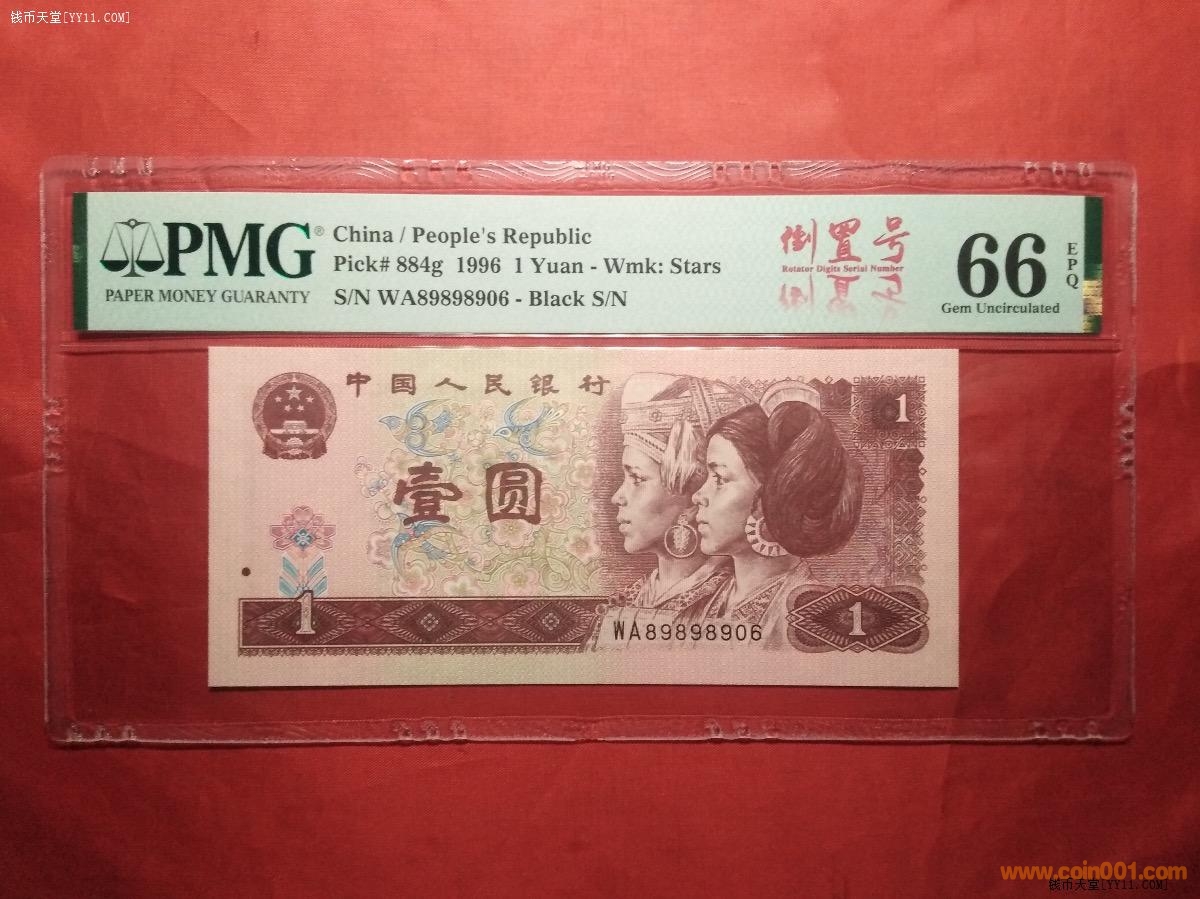 钱币天堂[YY11.COM]
PMG®
PAPER MONEY GUARANTY
China / People's Republic
Pick# 884g 1996 1 Yuan - Wmk: Stars
S/N WA89898906 - Black S/N
倒置号
Rotator Digits Serial Number
66
EPQ
Gem Uncirculated
中国人民银行
1
壹圆
1
WA89898906
1
www.coin001.com
钱币天堂[YY11.COM]